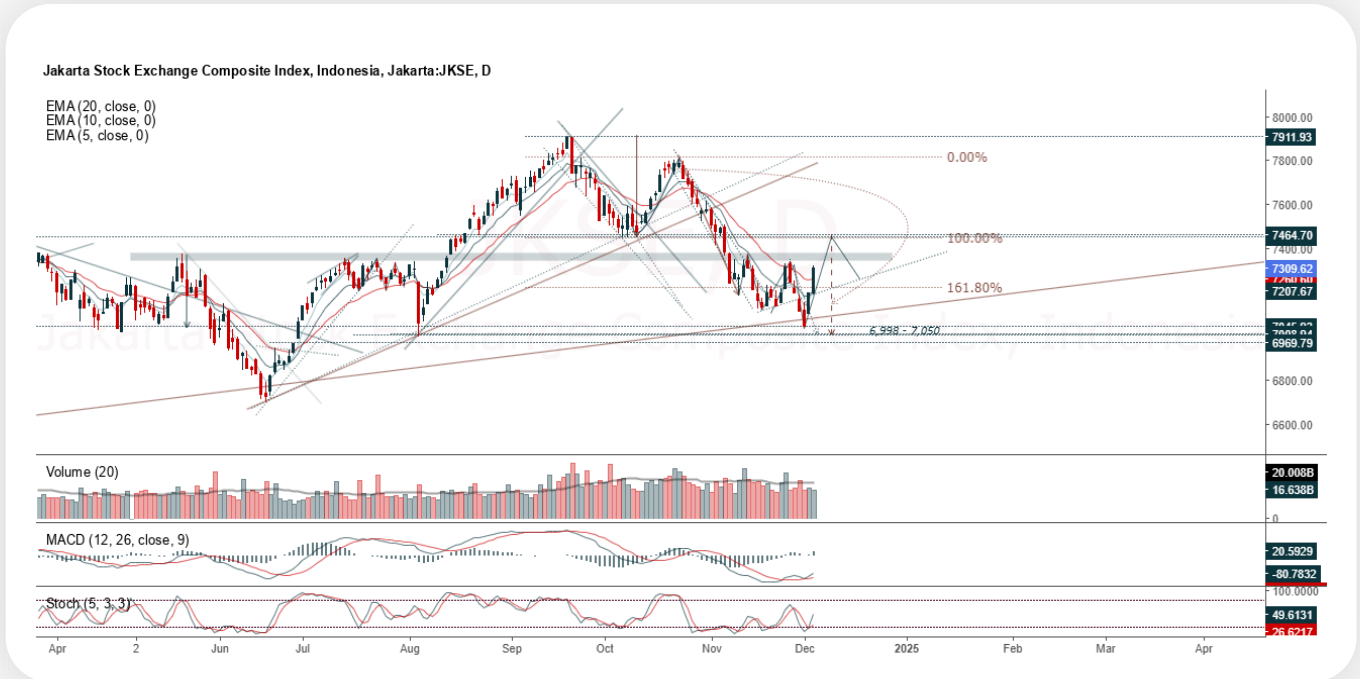 Jakarta Stock Exchange Composite Index, Indonesia, Jakarta:JKSE, D
EMA (20, close, 0)
EMA (10, close, 0)
EMA (5, close, 0)
8000.00
7911.93
7800.00
0.00%
7600.00
7464.70
100.00%
7309.62
7207.67
161.80%
6,998 - 7,050
6969.79
6800.00
6600.00
Volume (20)
20.008B
16.638B
0
MACD (12, 26, close, 9)
20.5929
-80.7832
100.0000
Stoch (5, 3, 3)
49.6131
26.6217
Apr 2 Jun Jul Aug Sep Oct Nov Dec 2025 Feb Mar Apr